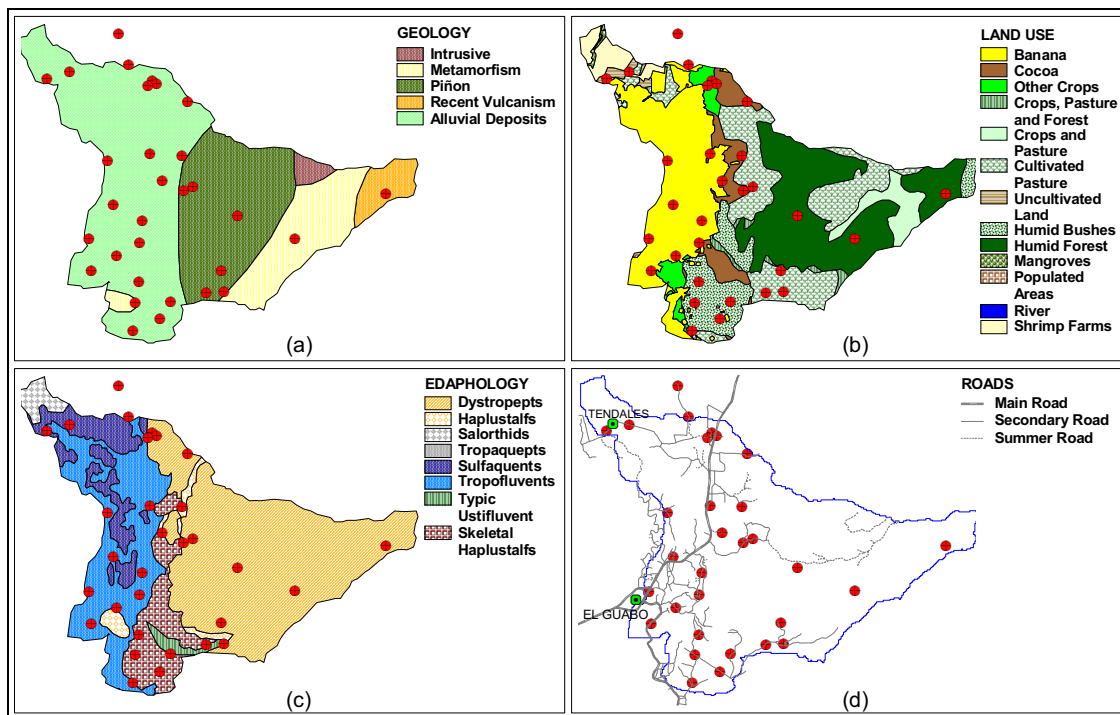 GEOLOGY
Intrusive
Metamorfism
Piñon
Recent Vulcanism
Alluvial Deposits
(a)
LAND USE
Banana
Cocoa
Other Crops
Crops, Pasture
and Forest
Crops and
Pasture
Cultivated
Pasture
Uncultivated
Land
Humid Bushes
Humid Forest
Mangroves
Populated
Areas
River
Shrimp Farms
(b)
EDAPHOLOGY
Dystropepts
Haplustalfs
Salorthids
Tropaquepts
Sulfaquents
Tropofluvents
Typic
Ustifluvent
Skeletal
Haplustalfs
(c)
ROADS
Main Road
Secondary Road
Summer Road
TENDALES
EL GUABO
(d)